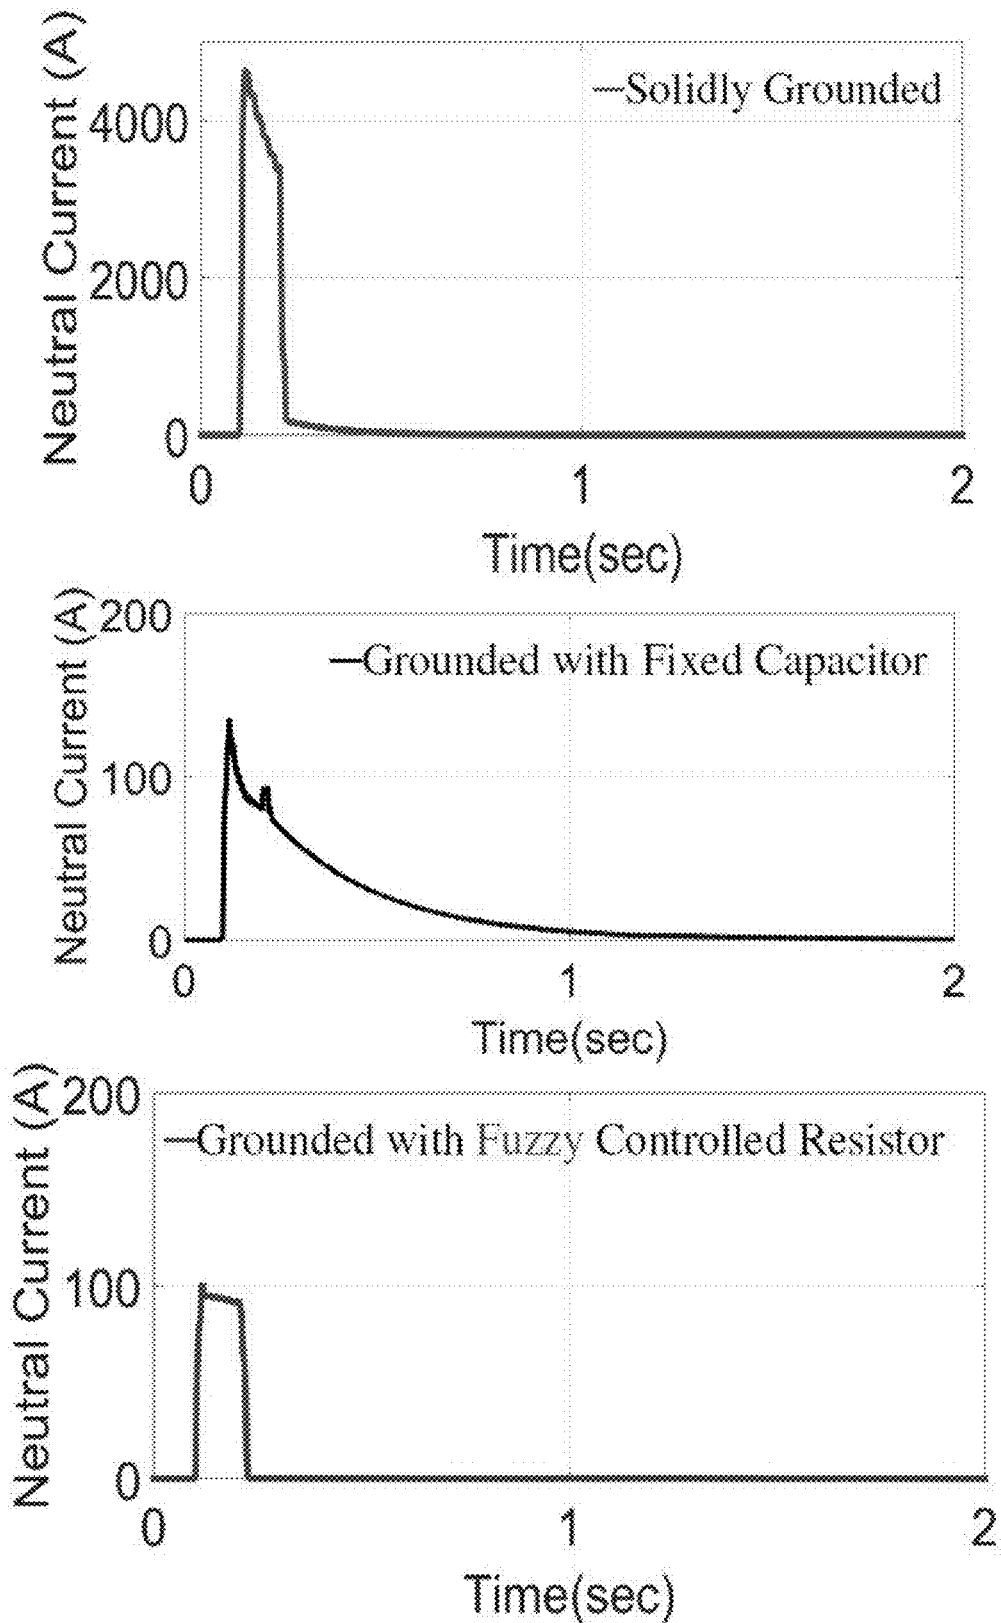 Neutral Current (A)
4000
2000
0
—Solidly Grounded
0 1 2
Time(sec)
Neutral Current (A)
200
100
0
—Grounded with Fixed Capacitor
0 1 2
Time(sec)
Neutral Current (A)
200
100
0
—Grounded with Fuzzy Controlled Resistor
0 1 2
Time(sec)